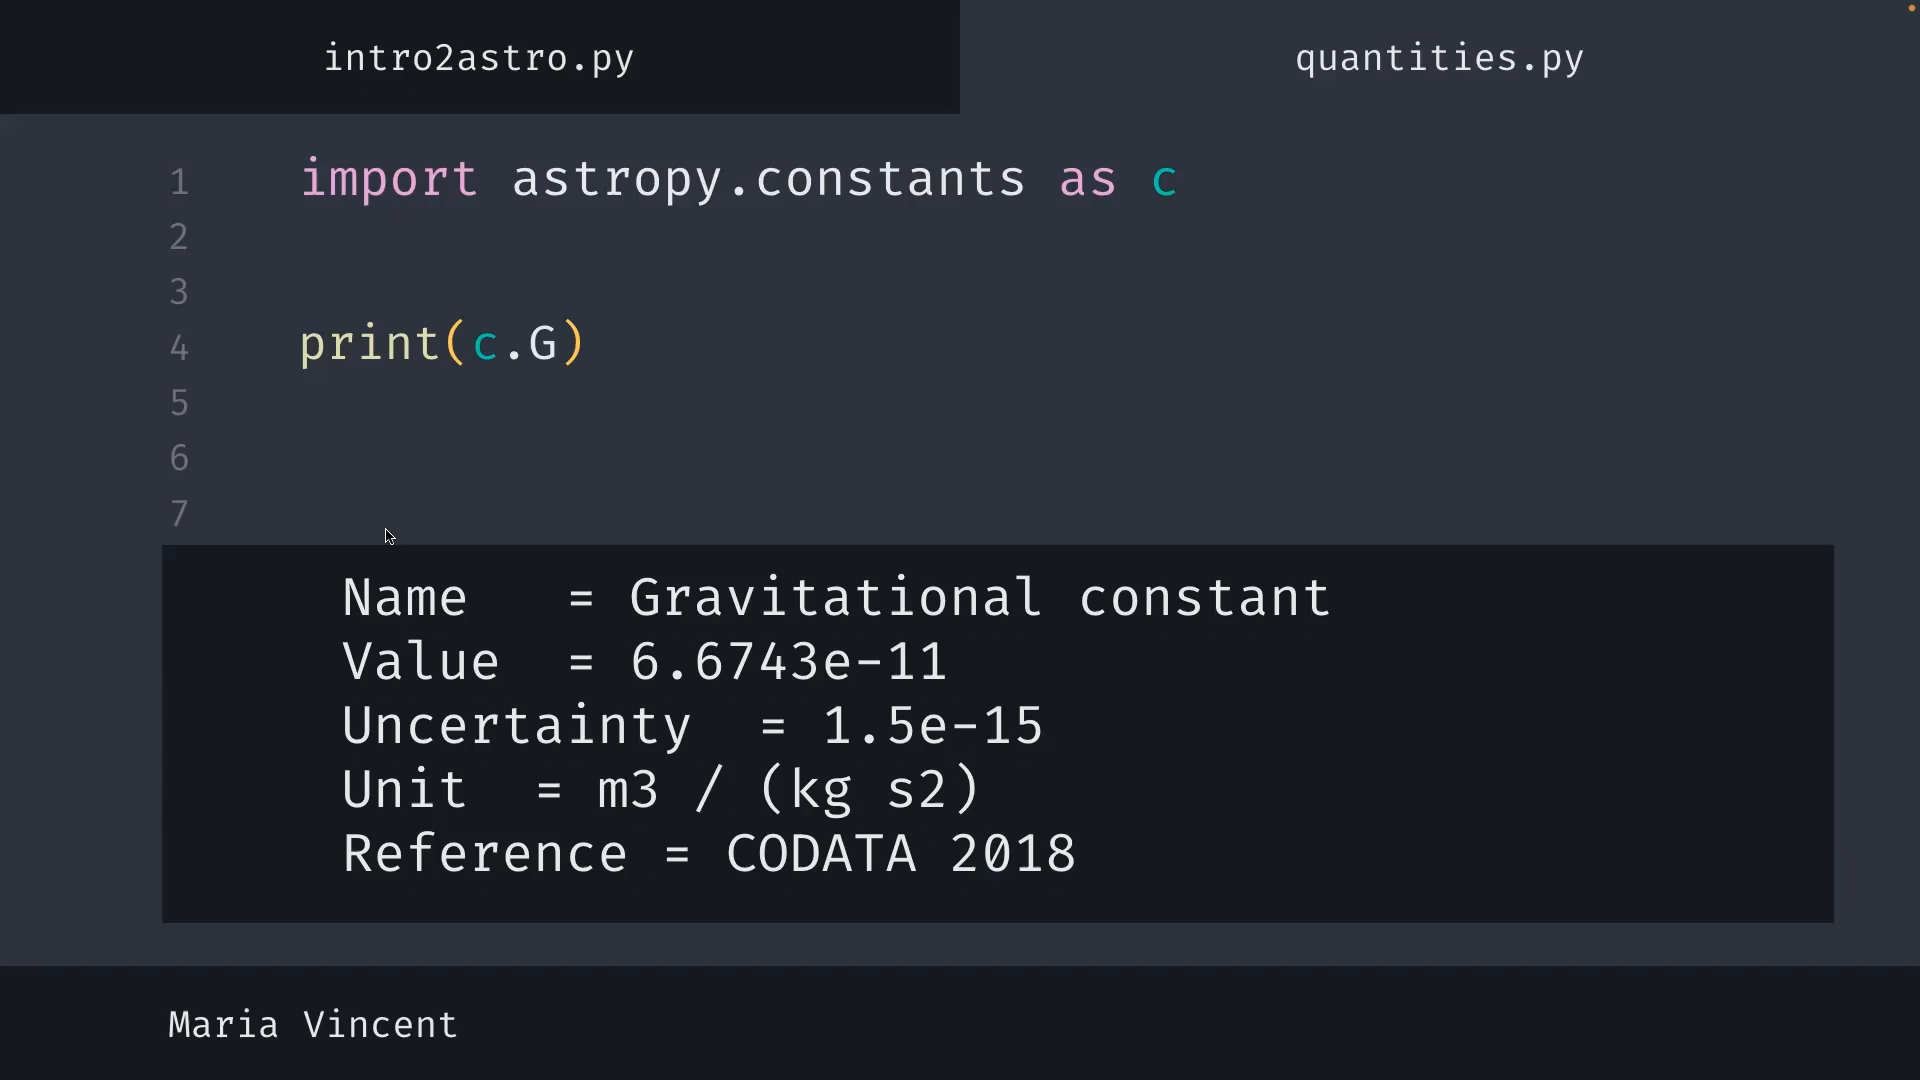 intro2astro.py
quantities.py
1 import astropy.constants as c
2
3
4 print(c.G)
5
6
7
Name   = Gravitational constant
Value  = 6.6743e-11
Uncertainty  = 1.5e-15
Unit  = m3 / (kg s2)
Reference = CODATA 2018
Maria Vincent